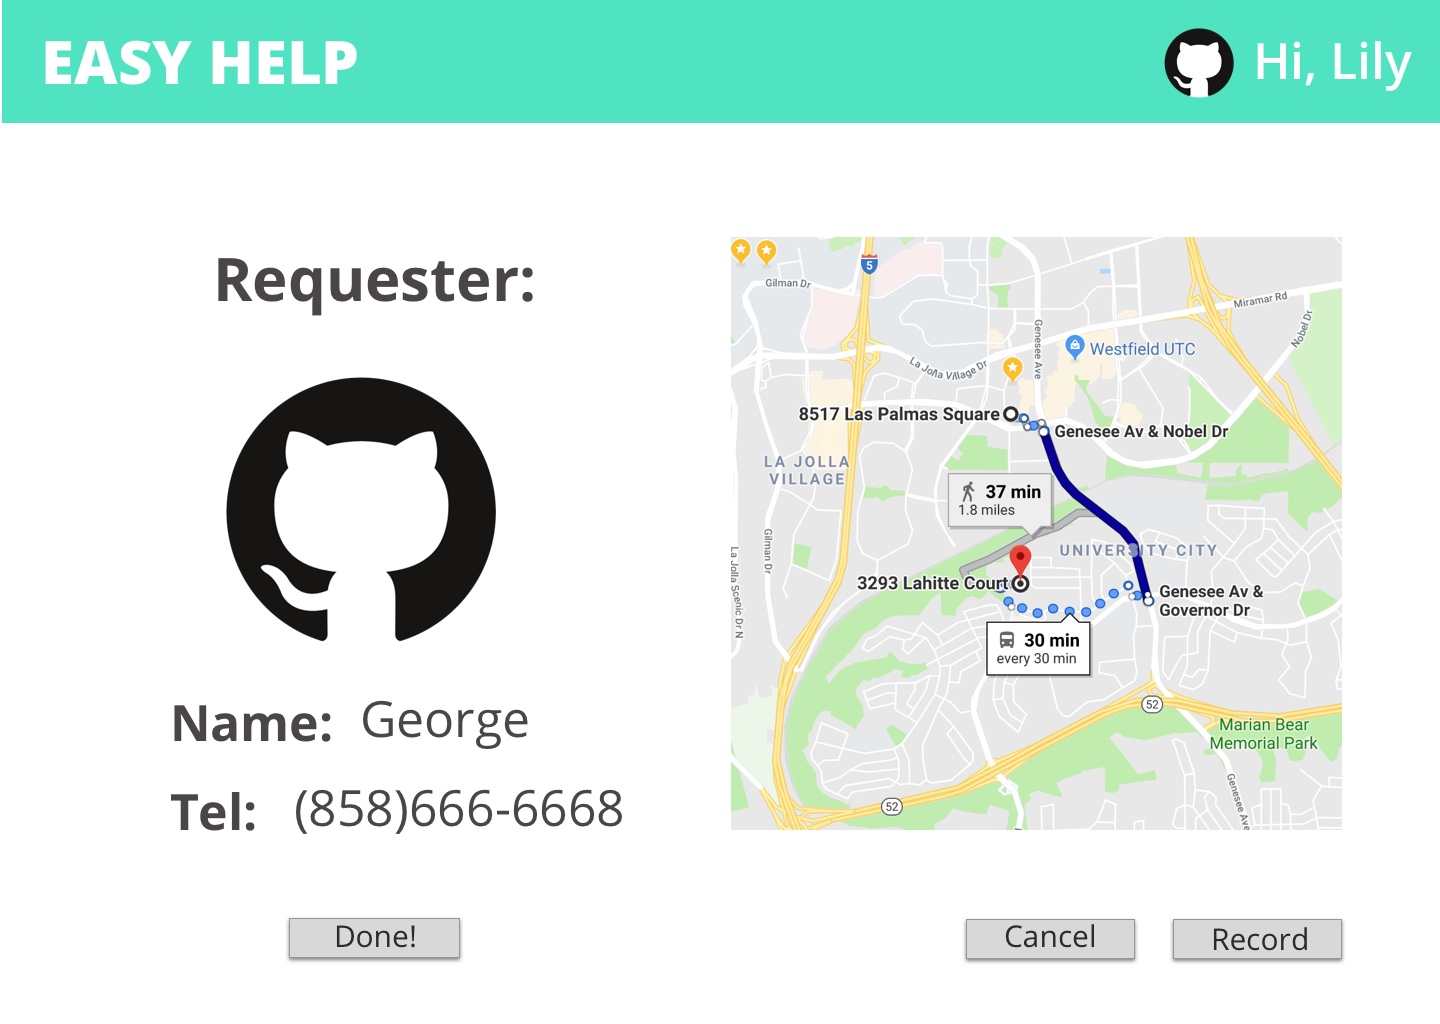 EASY HELP
Hi, Lily
Requester:
Name: George
Tel: (858)666-6668
Done!
5
Gilman Dr
Miramar Rd
Nobel Dr
Genesee Ave
Westfield UTC
La Jolla Village Dr
8517 Las Palmas Square
Genesee Av & Nobel Dr
LA JOLLA
VILLAGE
37 min
1.8 miles
Gilman Dr
La Jolla Scenic Dr N
UNIVERSITY CITY
3293 Lahitte Court
Genesee Av &
Governor Dr
30 min
every 30 min
52
Marian Bear
Memorial Park
Genesee Ave
52
Cancel
Record